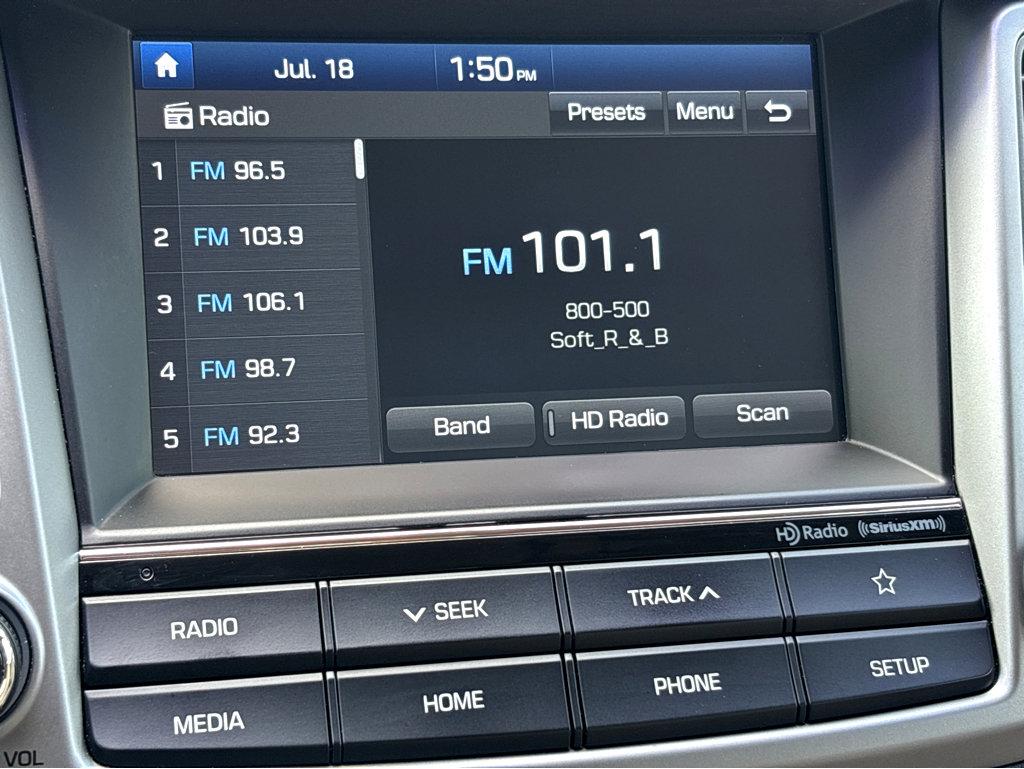 Jul. 18 1:50 PM
Radio Presets Menu
1 FM 96.5
2 FM 103.9
3 FM 106.1
4 FM 98.7
5 FM 92.3
FM 101.1
800-500
Soft_R_&_B
Band HD Radio Scan
HD Radio ((SiriusXM))
RADIO SEEK TRACK
MEDIA HOME PHONE SETUP
VOL